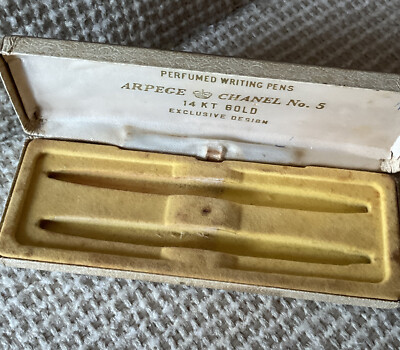 PERFUMED WRITING PENS
ARPEGE CHANEL No. 5
14 KT GOLD
EXCLUSIVE DESIGN